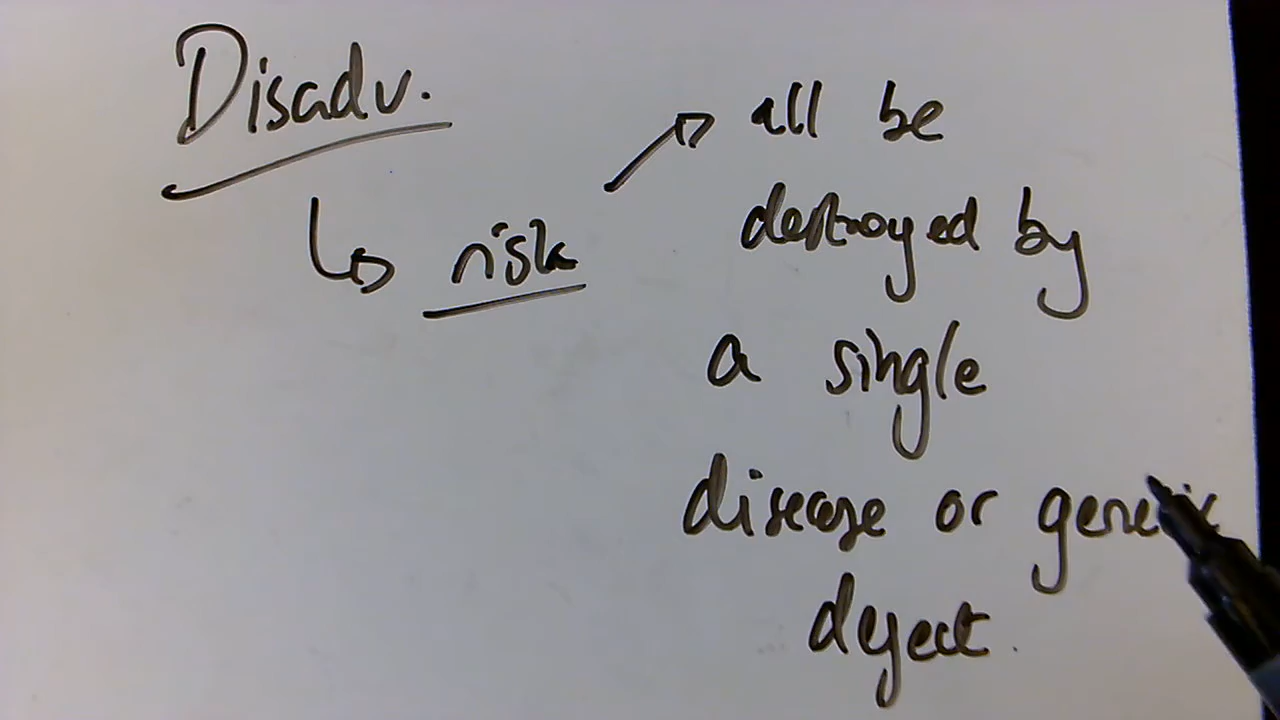 Disadv.
risk
all be
destroyed by
a single
disease or genetic
defect.